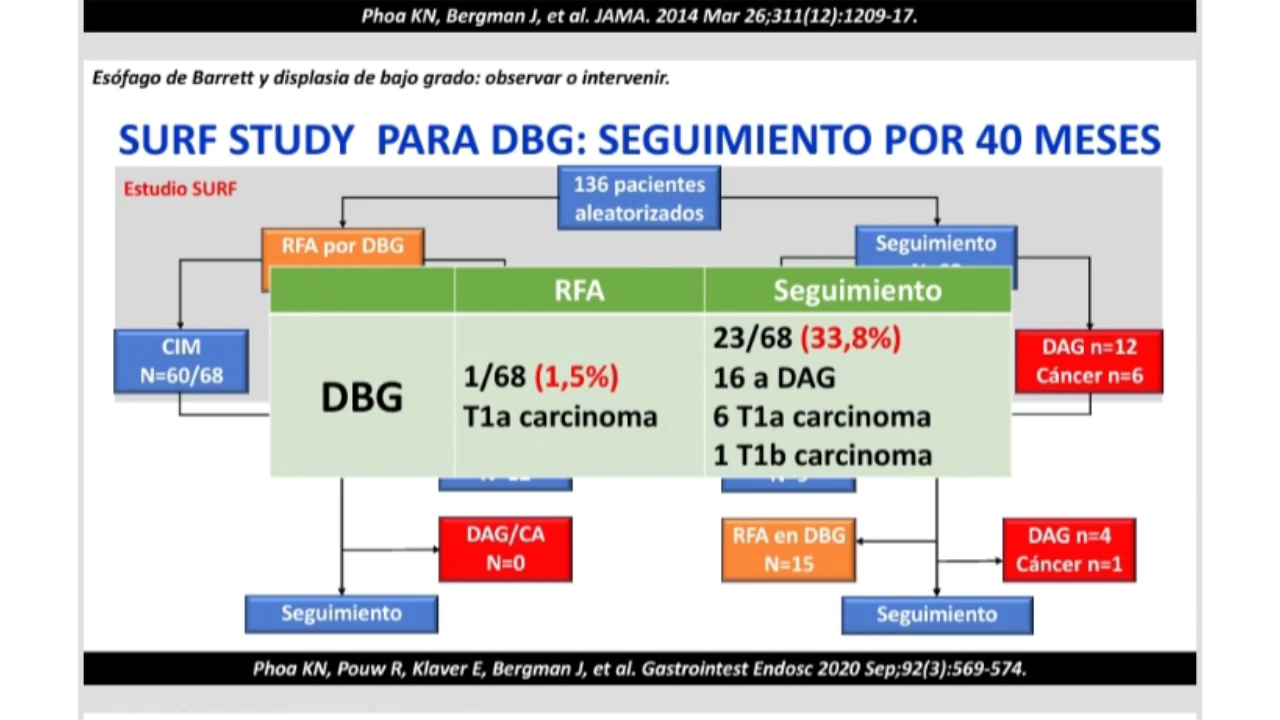 Phoa KN, Bergman J, et al. JAMA. 2014 Mar 26;311(12):1209-17.
Esófago de Barrett y displasia de bajo grado: observar o intervenir.
SURF STUDY PARA DBG: SEGUIMIENTO POR 40 MESES
Estudio SURF
136 pacientes
aleatorizados
RFA por DBG
Seguimiento
RFA
Seguimiento
CIM
N=60/68
DBG
1/68 (1,5%)
T1a carcinoma
23/68 (33,8%)
16 a DAG
6 T1a carcinoma
1 T1b carcinoma
DAG n=12
Cáncer n=6
DAG/CA
N=0
RFA en DBG
N=15
DAG n=4
Cáncer n=1
Seguimiento
Seguimiento
Phoa KN, Pouw R, Klaver E, Bergman J, et al. Gastrointest Endosc 2020 Sep;92(3):569-574.